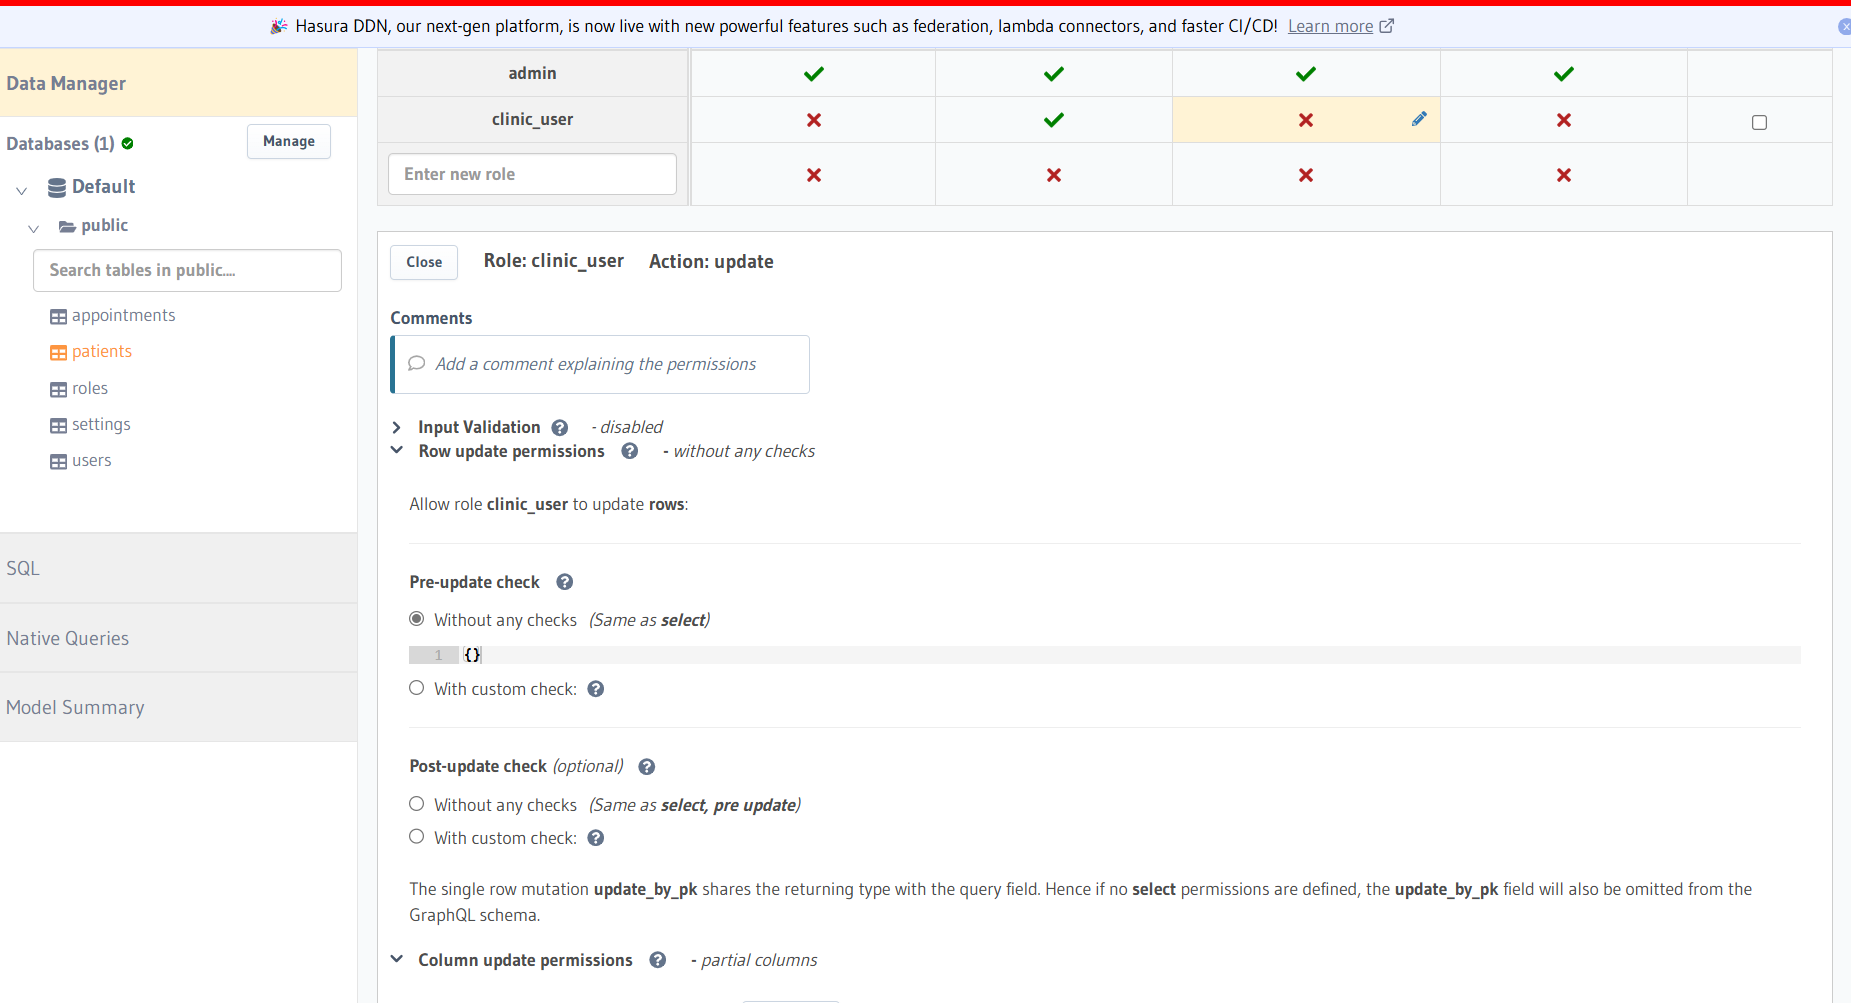 🎉 Hasura DDN, our next-gen platform, is now live with new powerful features such as federation, lambda connectors, and faster CI/CD! Learn more
Data Manager
Databases (1)
Manage
Default
public
Search tables in public....
appointments
patients
roles
settings
users
SQL
Native Queries
Model Summary
admin
clinic_user
Enter new role
Close Role: clinic_user Action: update
Comments
Add a comment explaining the permissions
Input Validation - disabled
Row update permissions - without any checks
Allow role clinic_user to update rows:
Pre-update check
Without any checks (Same as select)
1 {}
With custom check:
Post-update check (optional)
Without any checks (Same as select, pre update)
With custom check:
The single row mutation update_by_pk shares the returning type with the query field. Hence if no select permissions are defined, the update_by_pk field will also be omitted from the
GraphQL schema.
Column update permissions - partial columns